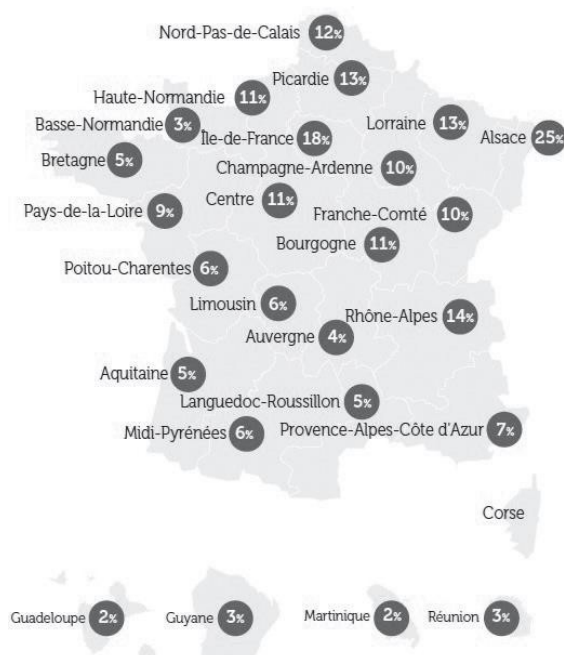 Nord-Pas-de-Calais 12%
Picardie 13%
Haute-Normandie 11%
Basse-Normandie 3%
Île-de-France 18%
Lorraine 13%
Alsace 25%
Bretagne 5%
Champagne-Ardenne 10%
Pays-de-la-Loire 9%
Centre 11%
Franche-Comté 10%
Bourgogne 11%
Poitou-Charentes 6%
Limousin 6%
Rhône-Alpes 14%
Auvergne 4%
Aquitaine 5%
Languedoc-Roussillon 5%
Midi-Pyrénées 6%
Provence-Alpes-Côte d'Azur 7%
Corse
Guadeloupe 2%
Guyane 3%
Martinique 2%
Réunion 3%